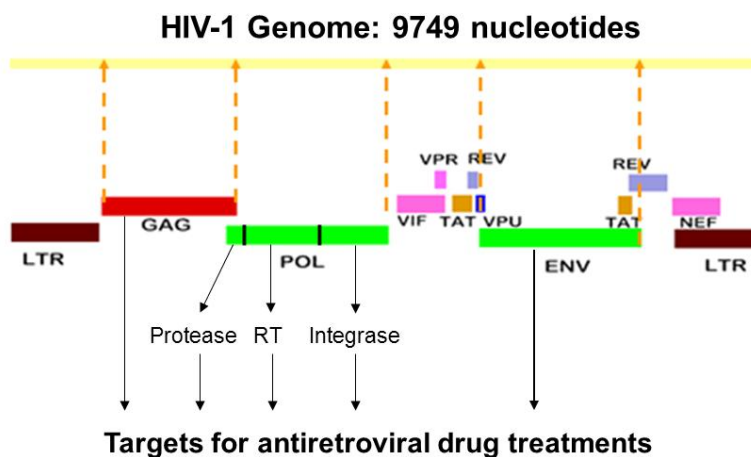 HIV-1 Genome: 9749 nucleotides
VPR REV REV
VIF TAT VPU TAT NEF
GAG
LTR POL ENV LTR
Protease RT Integrase
Targets for antiretroviral drug treatments